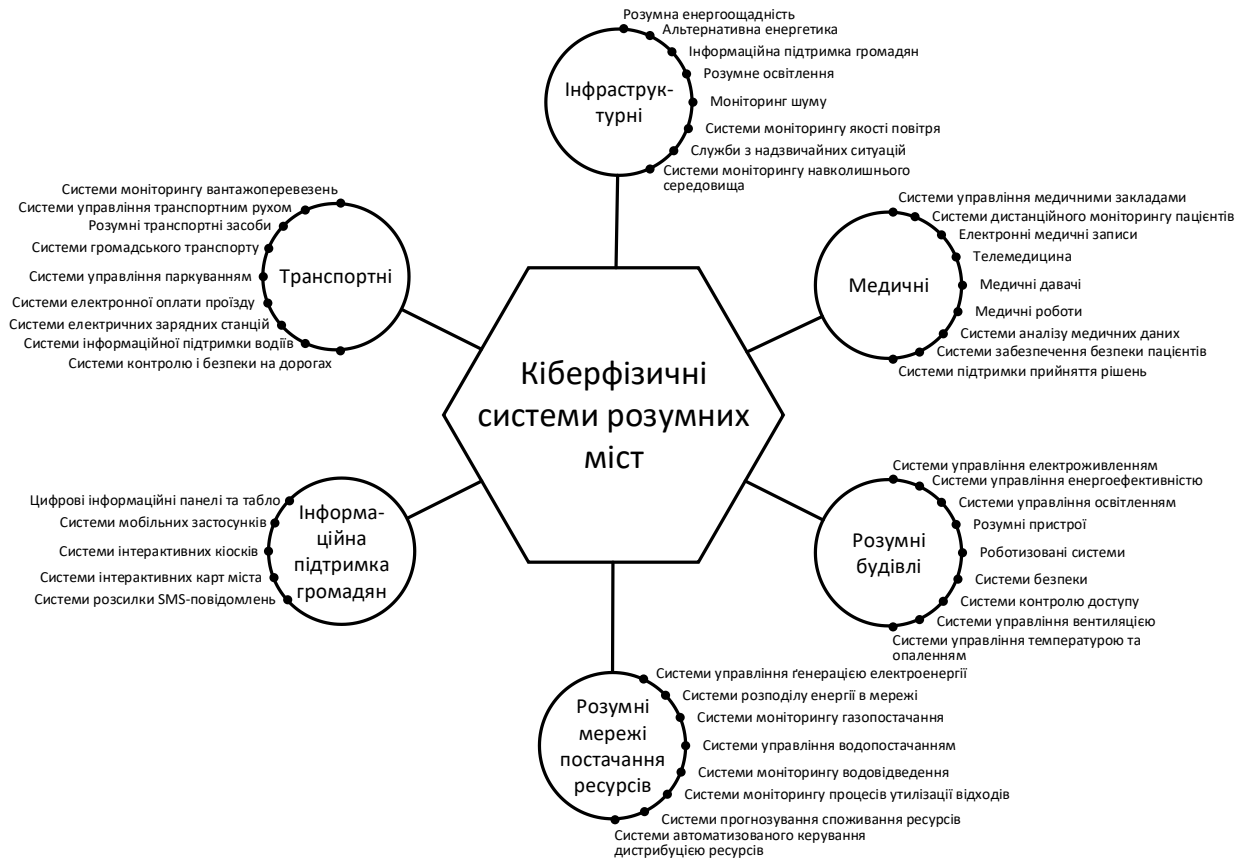 Розумна енергоощадність
Альтернативна енергетика
Інформаційна підтримка громадян
Розумне освітлення
Моніторинг шуму
Системи моніторингу якості повітря
Служби з надзвичайних ситуацій
Системи моніторингу навколишнього
середовища
Інфраструк-
турні
Системи моніторингу вантажоперевезень
Системи управління транспортним рухом
Розумні транспортні засоби
Системи громадського транспорту
Системи управління паркуванням
Системи електронної оплати проїзду
Системи електричних зарядних станцій
Системи інформаційної підтримки водіїв
Системи контролю і безпеки на дорогах
Транспортні
Системи управління медичними закладами
Системи дистанційного моніторингу пацієнтів
Електронні медичні записи
Телемедицина
Медичні давачі
Медичні роботи
Системи аналізу медичних даних
Системи забезпечення безпеки пацієнтів
Системи підтримки прийняття рішень
Медичні
Кіберфізичні
системи розумних
міст
Цифрові інформаційні панелі та табло
Системи мобільних застосунків
Системи інтерактивних кіосків
Системи інтерактивних карт міста
Системи розсилки SMS-повідомлень
Інформа-
ційна
підтримка
громадян
Системи управління електроживленням
Системи управління енергоефективністю
Системи управління освітленням
Розумні пристрої
Роботизовані системи
Системи безпеки
Системи контролю доступу
Системи управління вентиляцією
Системи управління температурою та
опаленням
Розумні
будівлі
Системи управління ґенерацією електроенергії
Системи розподілу енергії в мережі
Системи моніторингу газопостачання
Системи управління водопостачанням
Системи моніторингу водовідведення
Системи моніторингу процесів утилізації відходів
Системи прогнозування споживання ресурсів
Системи автоматизованого керування
дистрибуцією ресурсів
Розумні
мережі
постачання
ресурсів